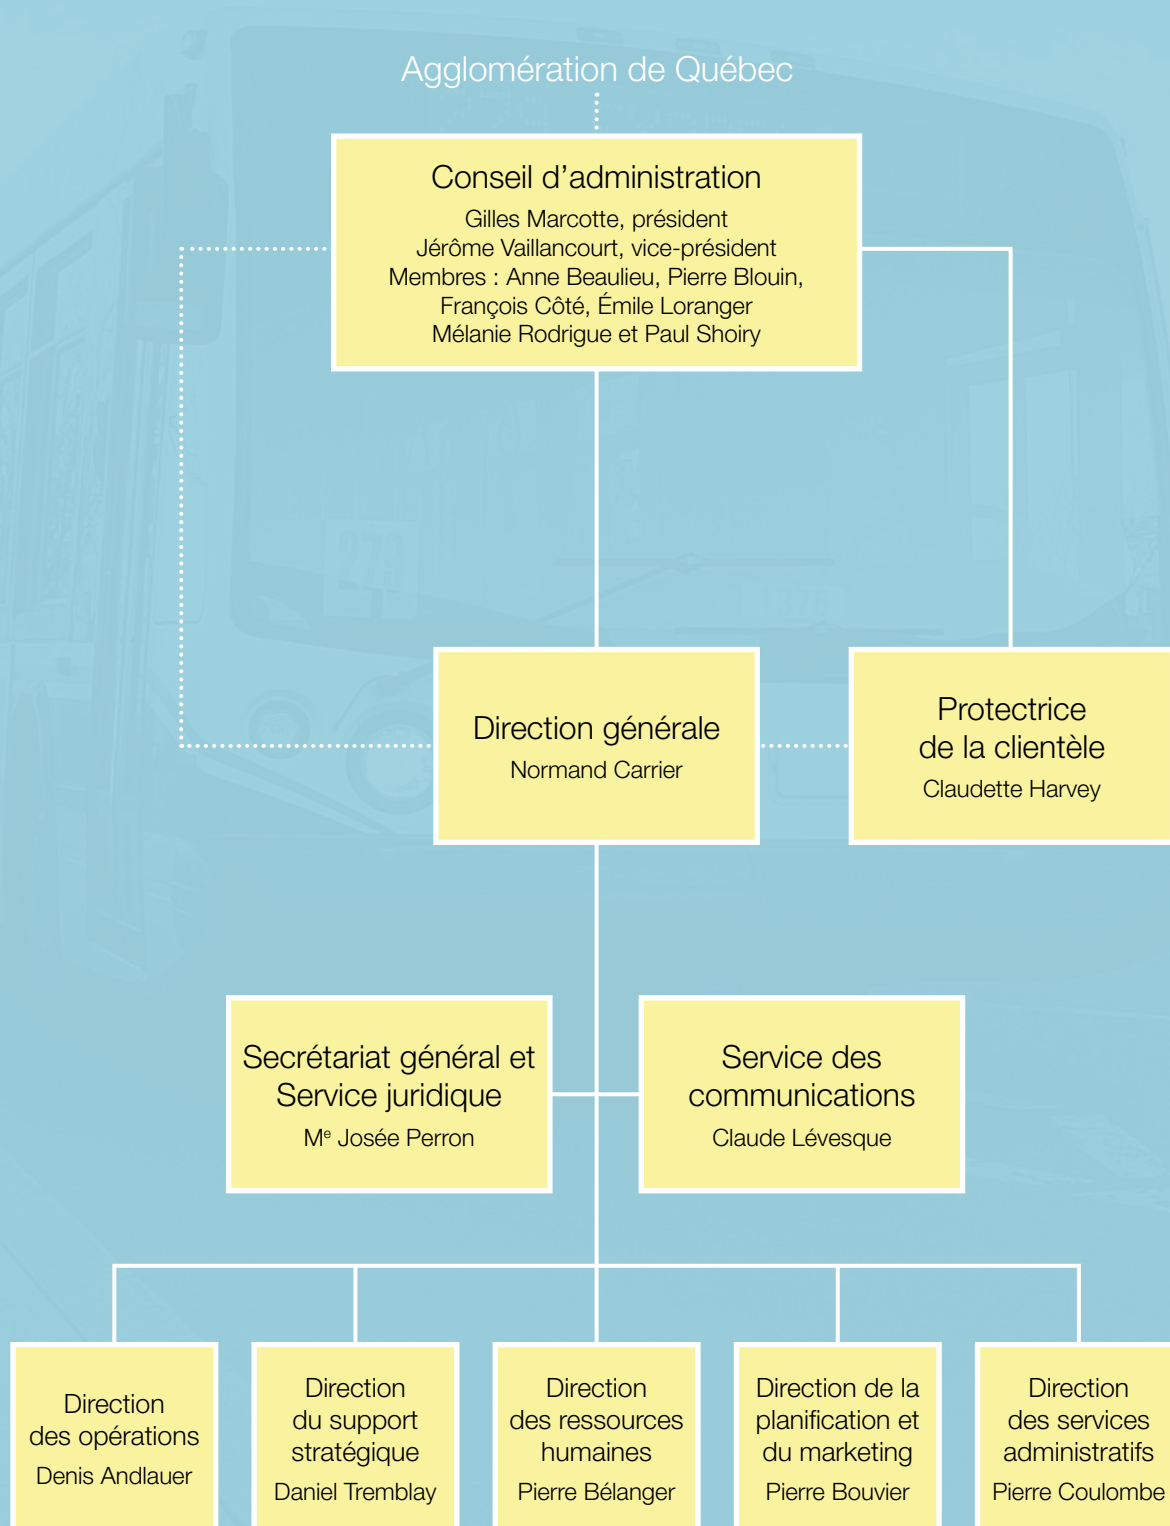 Agglomération de Québec
Conseil d’administration
Gilles Marcotte, président
Jérôme Vaillancourt, vice-président
Membres : Anne Beaulieu, Pierre Blouin,
François Côté, Émile Loranger
Mélanie Rodrigue et Paul Shoiry
Direction générale
Normand Carrier
Protectrice
de la clientèle
Claudette Harvey
Secrétariat général et
Service juridique
Mᵉ Josée Perron
Service des
communications
Claude Lévesque
Direction
des opérations
Denis Andlauer
Direction
du support
stratégique
Daniel Tremblay
Direction
des ressources
humaines
Pierre Bélanger
Direction de la
planification et
du marketing
Pierre Bouvier
Direction
des services
administratifs
Pierre Coulombe